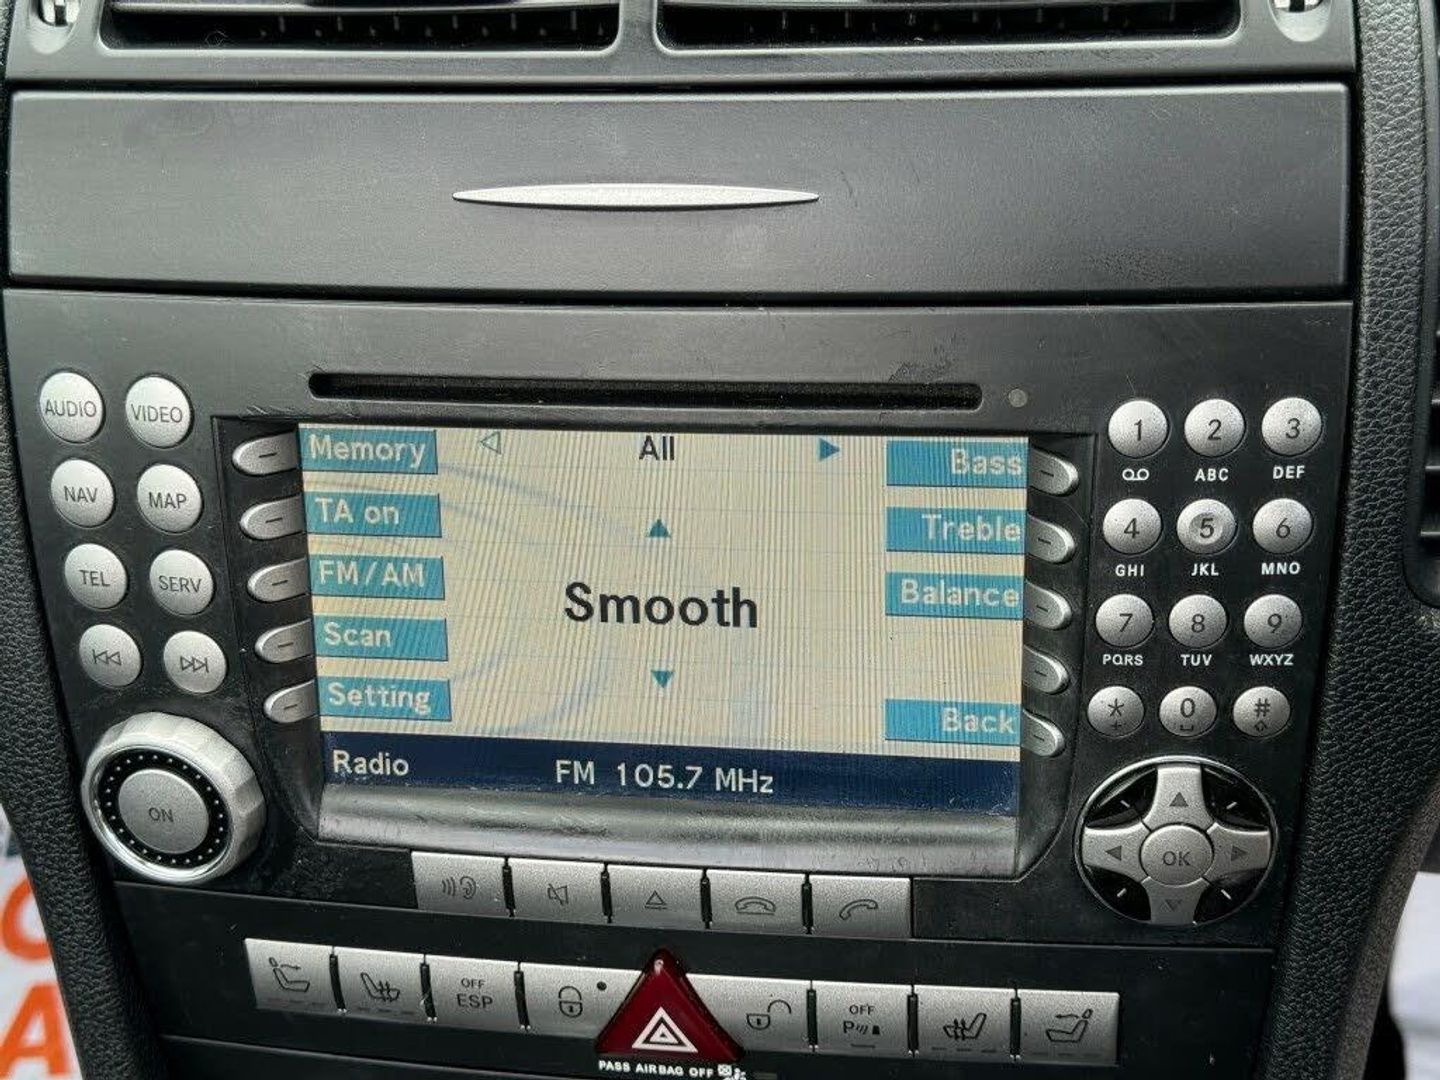 AUDIO
VIDEO
NAV
MAP
TEL
SERV
ON
Memory
TA on
FM/AM
Scan
Setting
All
Smooth
Bass
Treble
Balance
Back
Radio
FM 105.7 MHz
1
2
3
ABC
DEF
4
5
6
GHI
JKL
MNO
7
8
9
PQRS
TUV
WXYZ
*
0
#
+
OK
OFF
ESP
OFF
P
PASS AIRBAG OFF
C
A